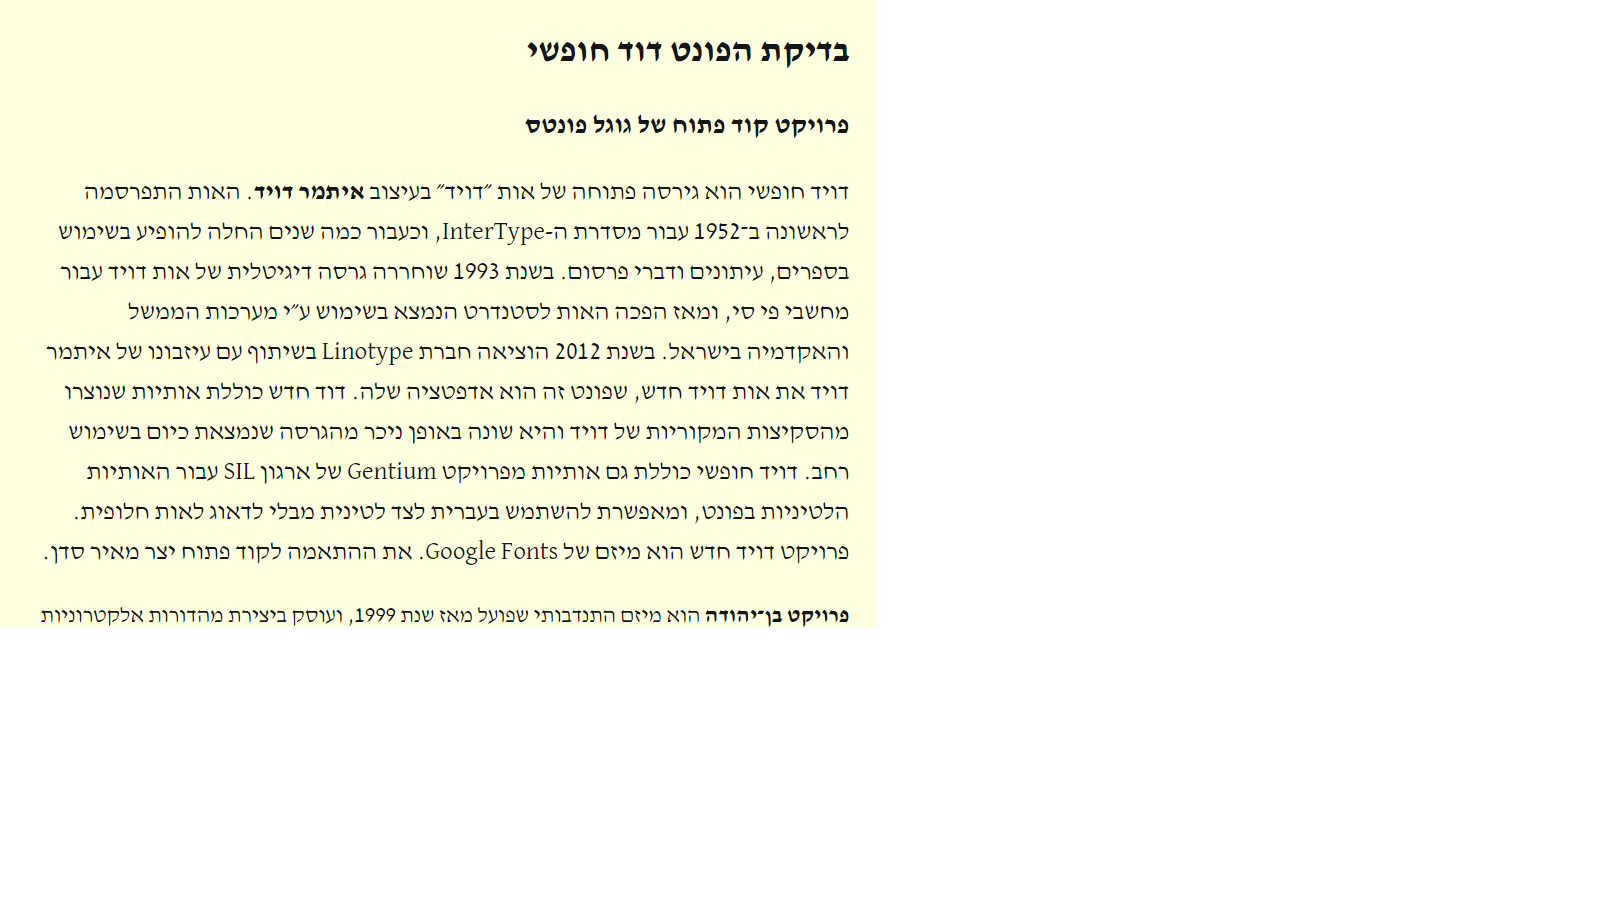 בדיקת הפונט דוד חופשי
פרויקט קוד פתוח של גוגל פונטס
דויד חופשי הוא גירסה פתוחה של אות ״דויד״ בעיצוב איתמר דויד. האות התפרסמה
לראשונה ב־1952 עבור מסדרת ה-InterType, וכעבור כמה שנים החלה להופיע בשימוש
בספרים, עיתונים ודברי פרסום. בשנת 1993 שוחררה גרסה דיגיטלית של אות דויד עבור
מחשבי פי סי, ומאז הפכה האות לסטנדרט הנמצא בשימוש ע״י מערכות הממשל
והאקדמיה בישראל. בשנת 2012 הוציאה חברת Linotype בשיתוף עם עיזבונו של איתמר
דויד את אות דויד חדש, שפונט זה הוא אדפטציה שלה. דוד חדש כוללת אותיות שנוצרו
מהסקיצות המקוריות של דויד והיא שונה באופן ניכר מהגרסה שנמצאת כיום בשימוש
רחב. דויד חופשי כוללת גם אותיות מפרויקט Gentium של ארגון SIL עבור האותיות
הלטיניות בפונט, ומאפשרת להשתמש בעברית לצד לטינית מבלי לדאוג לאות חלופית.
פרויקט דויד חדש הוא מיזם של Google Fonts. את ההתאמה לקוד פתוח יצר מאיר סדן.
פרויקט בן־יהודה הוא מיזם התנדבותי שפועל מאז שנת 1999, ועוסק ביצירת מהדורות אלקטרוניות